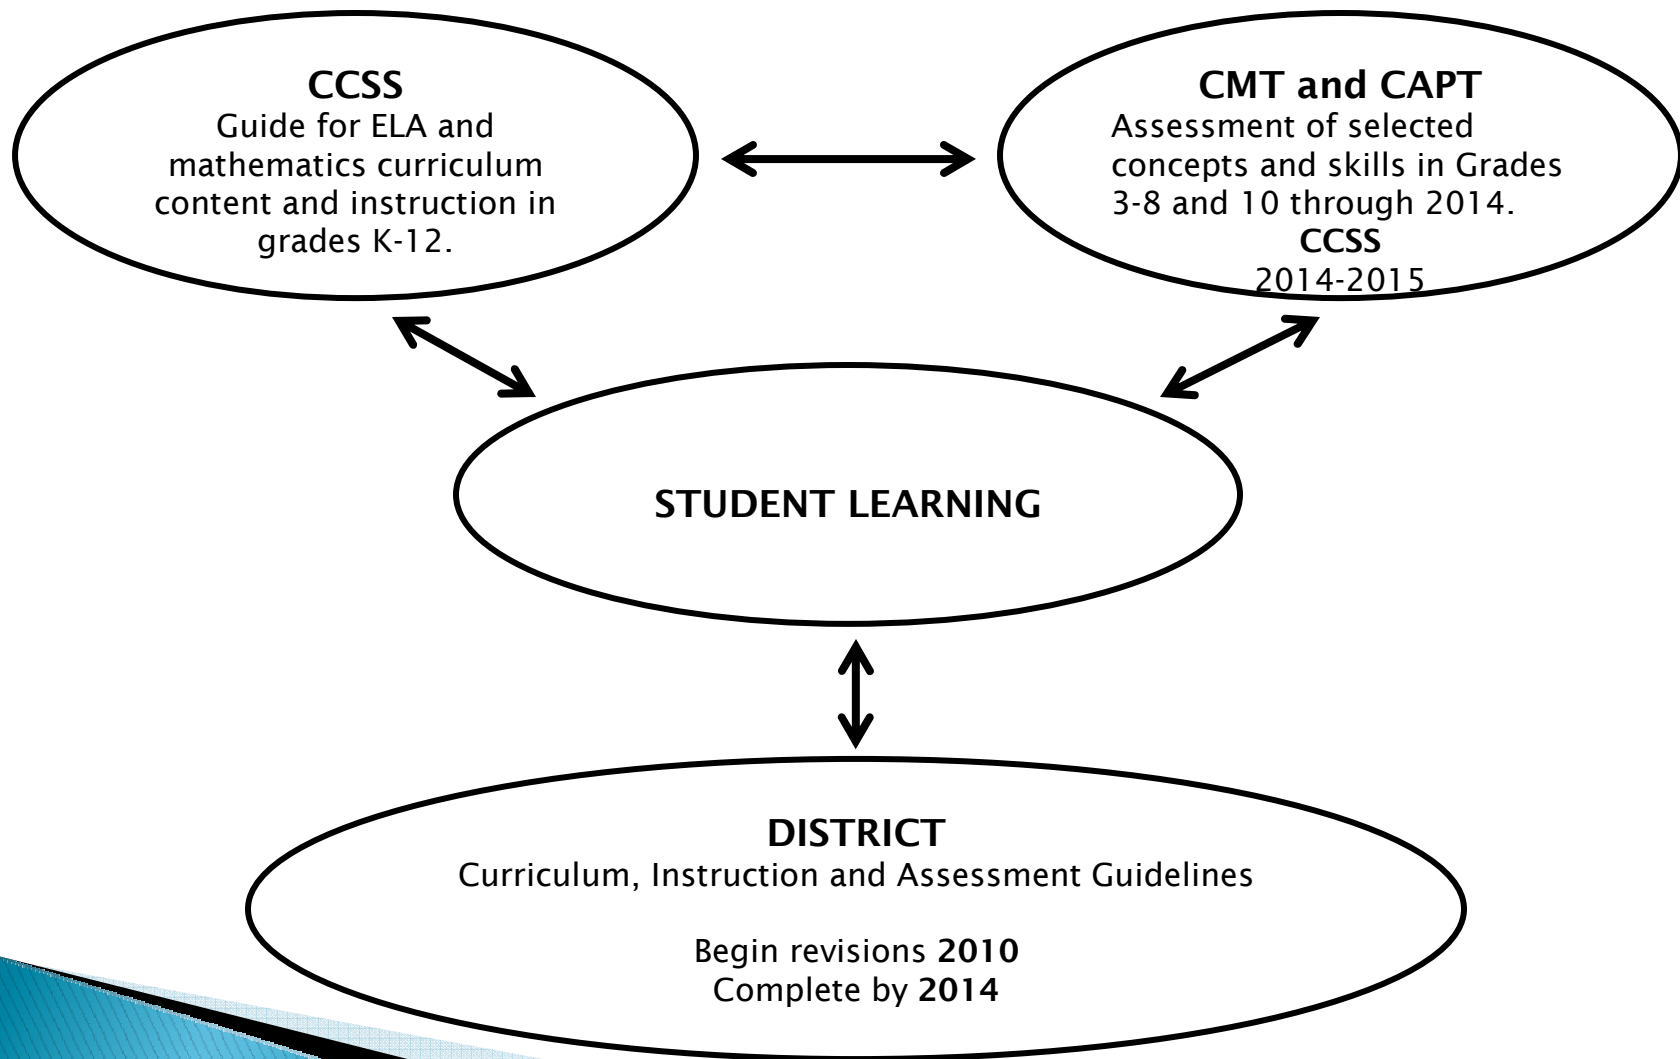 CCSS
Guide for ELA and
mathematics curriculum
content and instruction in
grades K-12.
CMT and CAPT
Assessment of selected
concepts and skills in Grades
3-8 and 10 through 2014.
CCSS
2014-2015
STUDENT LEARNING
DISTRICT
Curriculum, Instruction and Assessment Guidelines
Begin revisions 2010
Complete by 2014